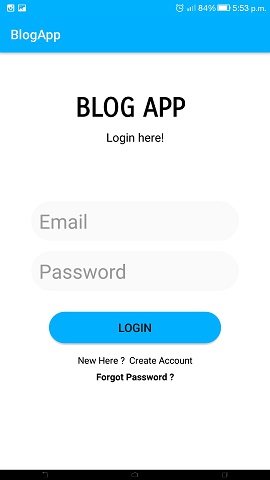 84% 5:53 p.m.
BlogApp
BLOG APP
Login here!
Email
Password
LOGIN
New Here ? Create Account
Forgot Password ?